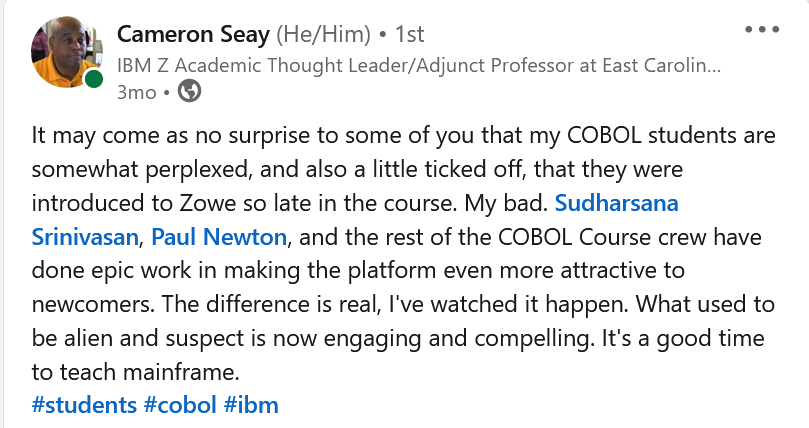 Cameron Seay (He/Him) • 1st
IBM Z Academic Thought Leader/Adjunct Professor at East Carolin...
3mo •
It may come as no surprise to some of you that my COBOL students are
somewhat perplexed, and also a little ticked off, that they were
introduced to Zowe so late in the course. My bad. Sudharsana
Srinivasan, Paul Newton, and the rest of the COBOL Course crew have
done epic work in making the platform even more attractive to
newcomers. The difference is real, I've watched it happen. What used to
be alien and suspect is now engaging and compelling. It's a good time
to teach mainframe.
#students #cobol #ibm